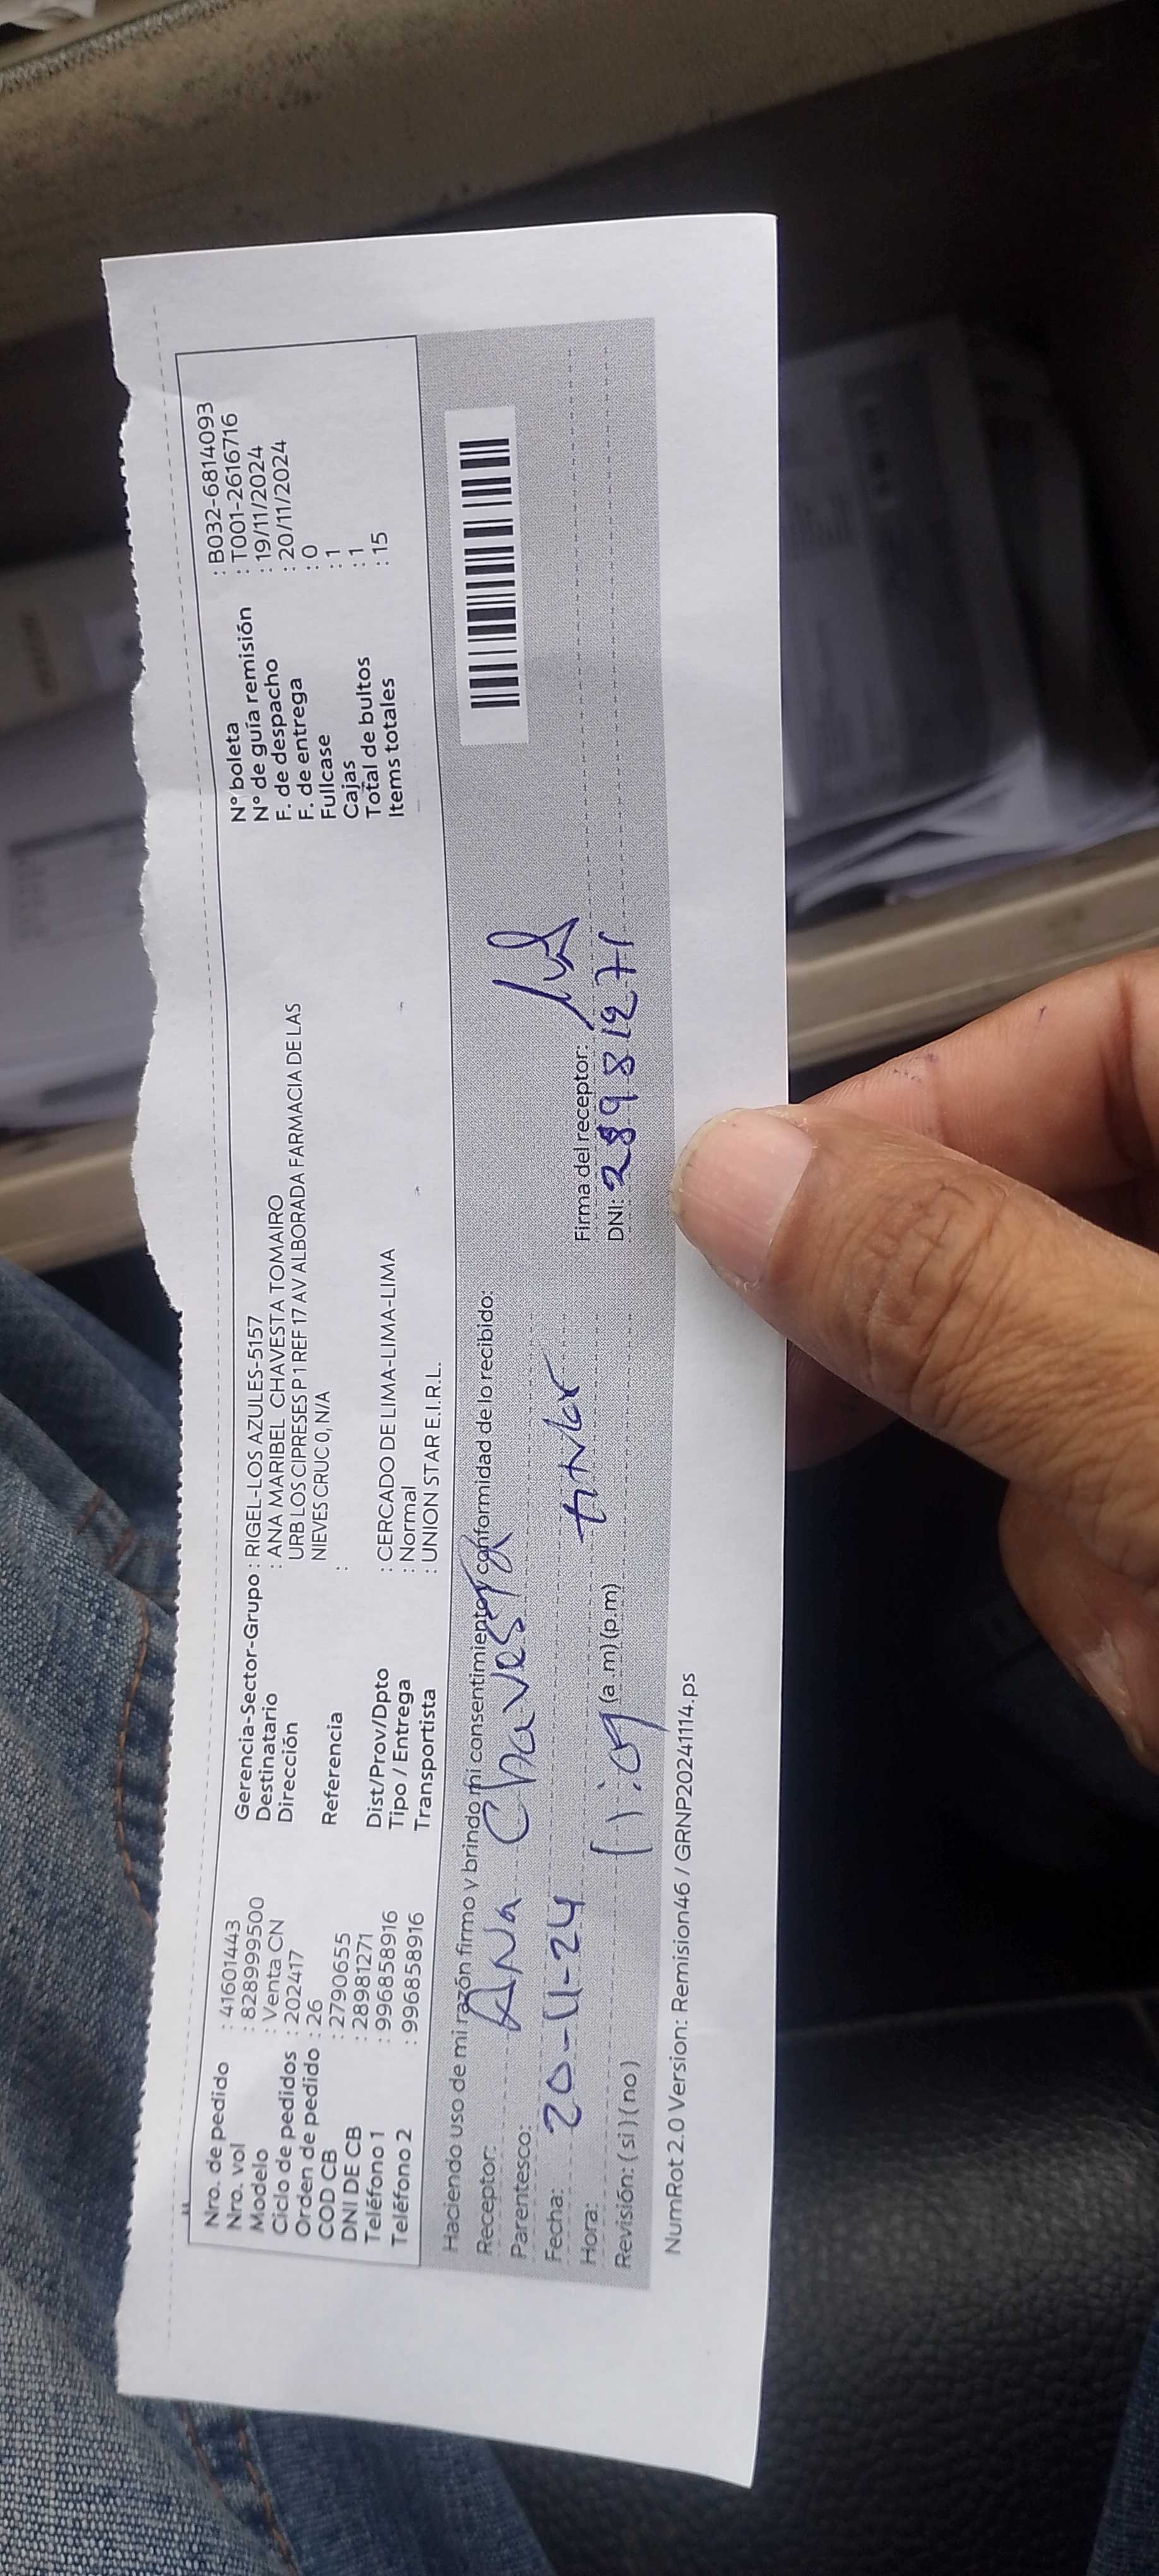 Nro. de pedido : 41601443
Nro. vol : 8289999500
Modelo : Venta CN
Ciclo de pedidos : 202417
Orden de pedido : 26
COD CB : 2790655
DNI DE CB : 28981271
Teléfono 1 : 996858916
Teléfono 2 : 996858916
Gerencia-Sector-Grupo : RIGEL-LOS AZULES-5157
Destinatario : ANA MARIBEL CHAVESTA TOMAIRO
Dirección URB LOS CIPRESES P 1 REF 17 AV ALBORADA FARMACIA DE LAS
NIEVES CRUC 0, N/A
Referencia :
Dist/Prov/Dpto : CERCADO DE LIMA-LIMA-LIMA
Tipo / Entrega : Normal
Transportista : UNION STAR E.I.R.L.
N° boleta : B032-6814093
N° de guía remisión : T001-2616716
F. de despacho : 19/11/2024
F. de entrega : 20/11/2024
Fullcase : 0
Cajas : 1
Total de bultos : 1
Items totales : 15
Haciendo uso de mi razón firmo y brindo mi consentimiento y conformidad de lo recibido:
Receptor: ANa Chavesta
Parentesco: titular
Fecha: 20-11-24
Hora: (a.m) (p.m)
Revisión: ( si ) ( no )
Firma del receptor:
DNI: 28981271
NumRot 2.0 Version: Remision46 / GRNP20241114.ps